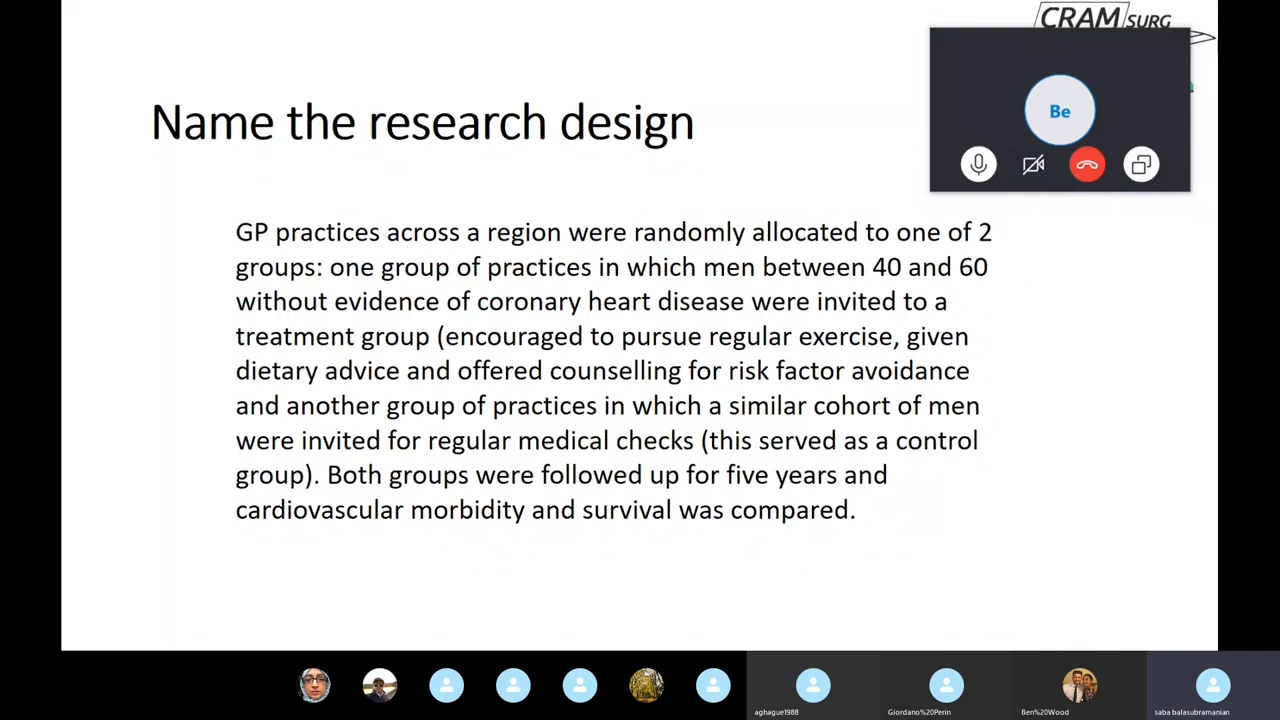 CRAM SURG
Be
Name the research design
GP practices across a region were randomly allocated to one of 2
groups: one group of practices in which men between 40 and 60
without evidence of coronary heart disease were invited to a
treatment group (encouraged to pursue regular exercise, given
dietary advice and offered counselling for risk factor avoidance
and another group of practices in which a similar cohort of men
were invited for regular medical checks (this served as a control
group). Both groups were followed up for five years and
cardiovascular morbidity and survival was compared.
aghague1988
Giordano%20Perin
Ben%20Wood
saba balasubramanian